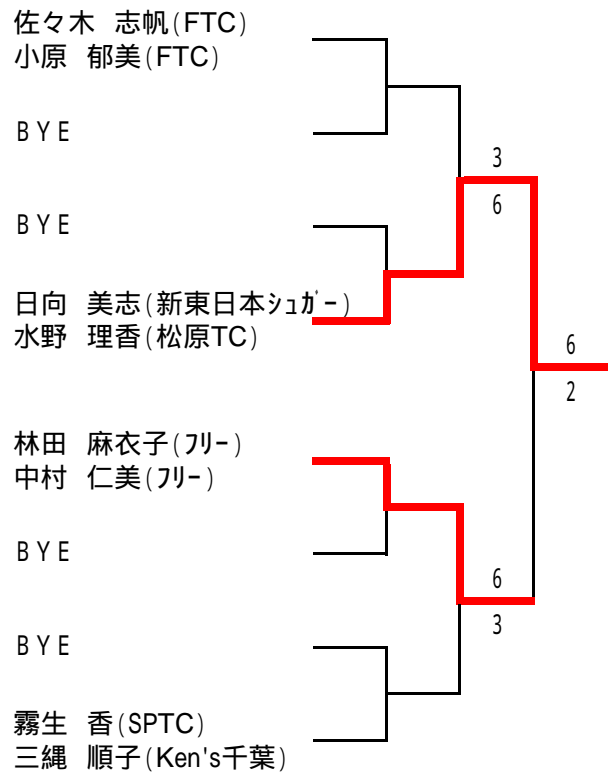 佐々木 志帆(FTC)
小原 郁美(FTC)
BYE
3
6
BYE
日向 美志(新東日本ｼｭｶﾞｰ)
水野 理香(松原TC)
6
2
林田 麻衣子(ﾌﾘｰ)
中村 仁美(ﾌﾘｰ)
BYE
6
3
BYE
霧生 香(SPTC)
三縄 順子(Ken's千葉)